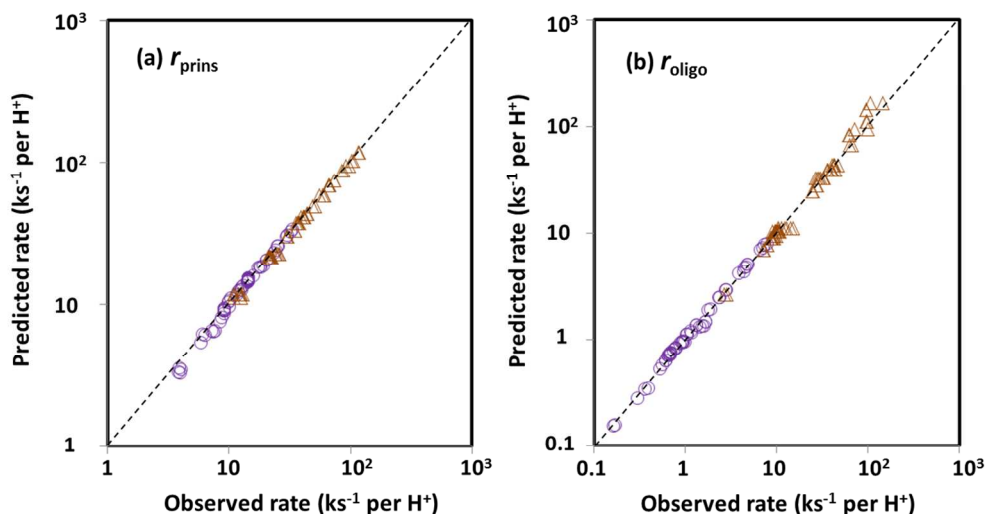 10³
(a) r_prins
10²
10
1
1 10 10² 10³
Predicted rate (ks⁻¹ per H⁺)
Observed rate (ks⁻¹ per H⁺)
10³
(b) r_oligo
10²
10
1
0.1
0.1 1 10 10² 10³
Predicted rate (ks⁻¹ per H⁺)
Observed rate (ks⁻¹ per H⁺)